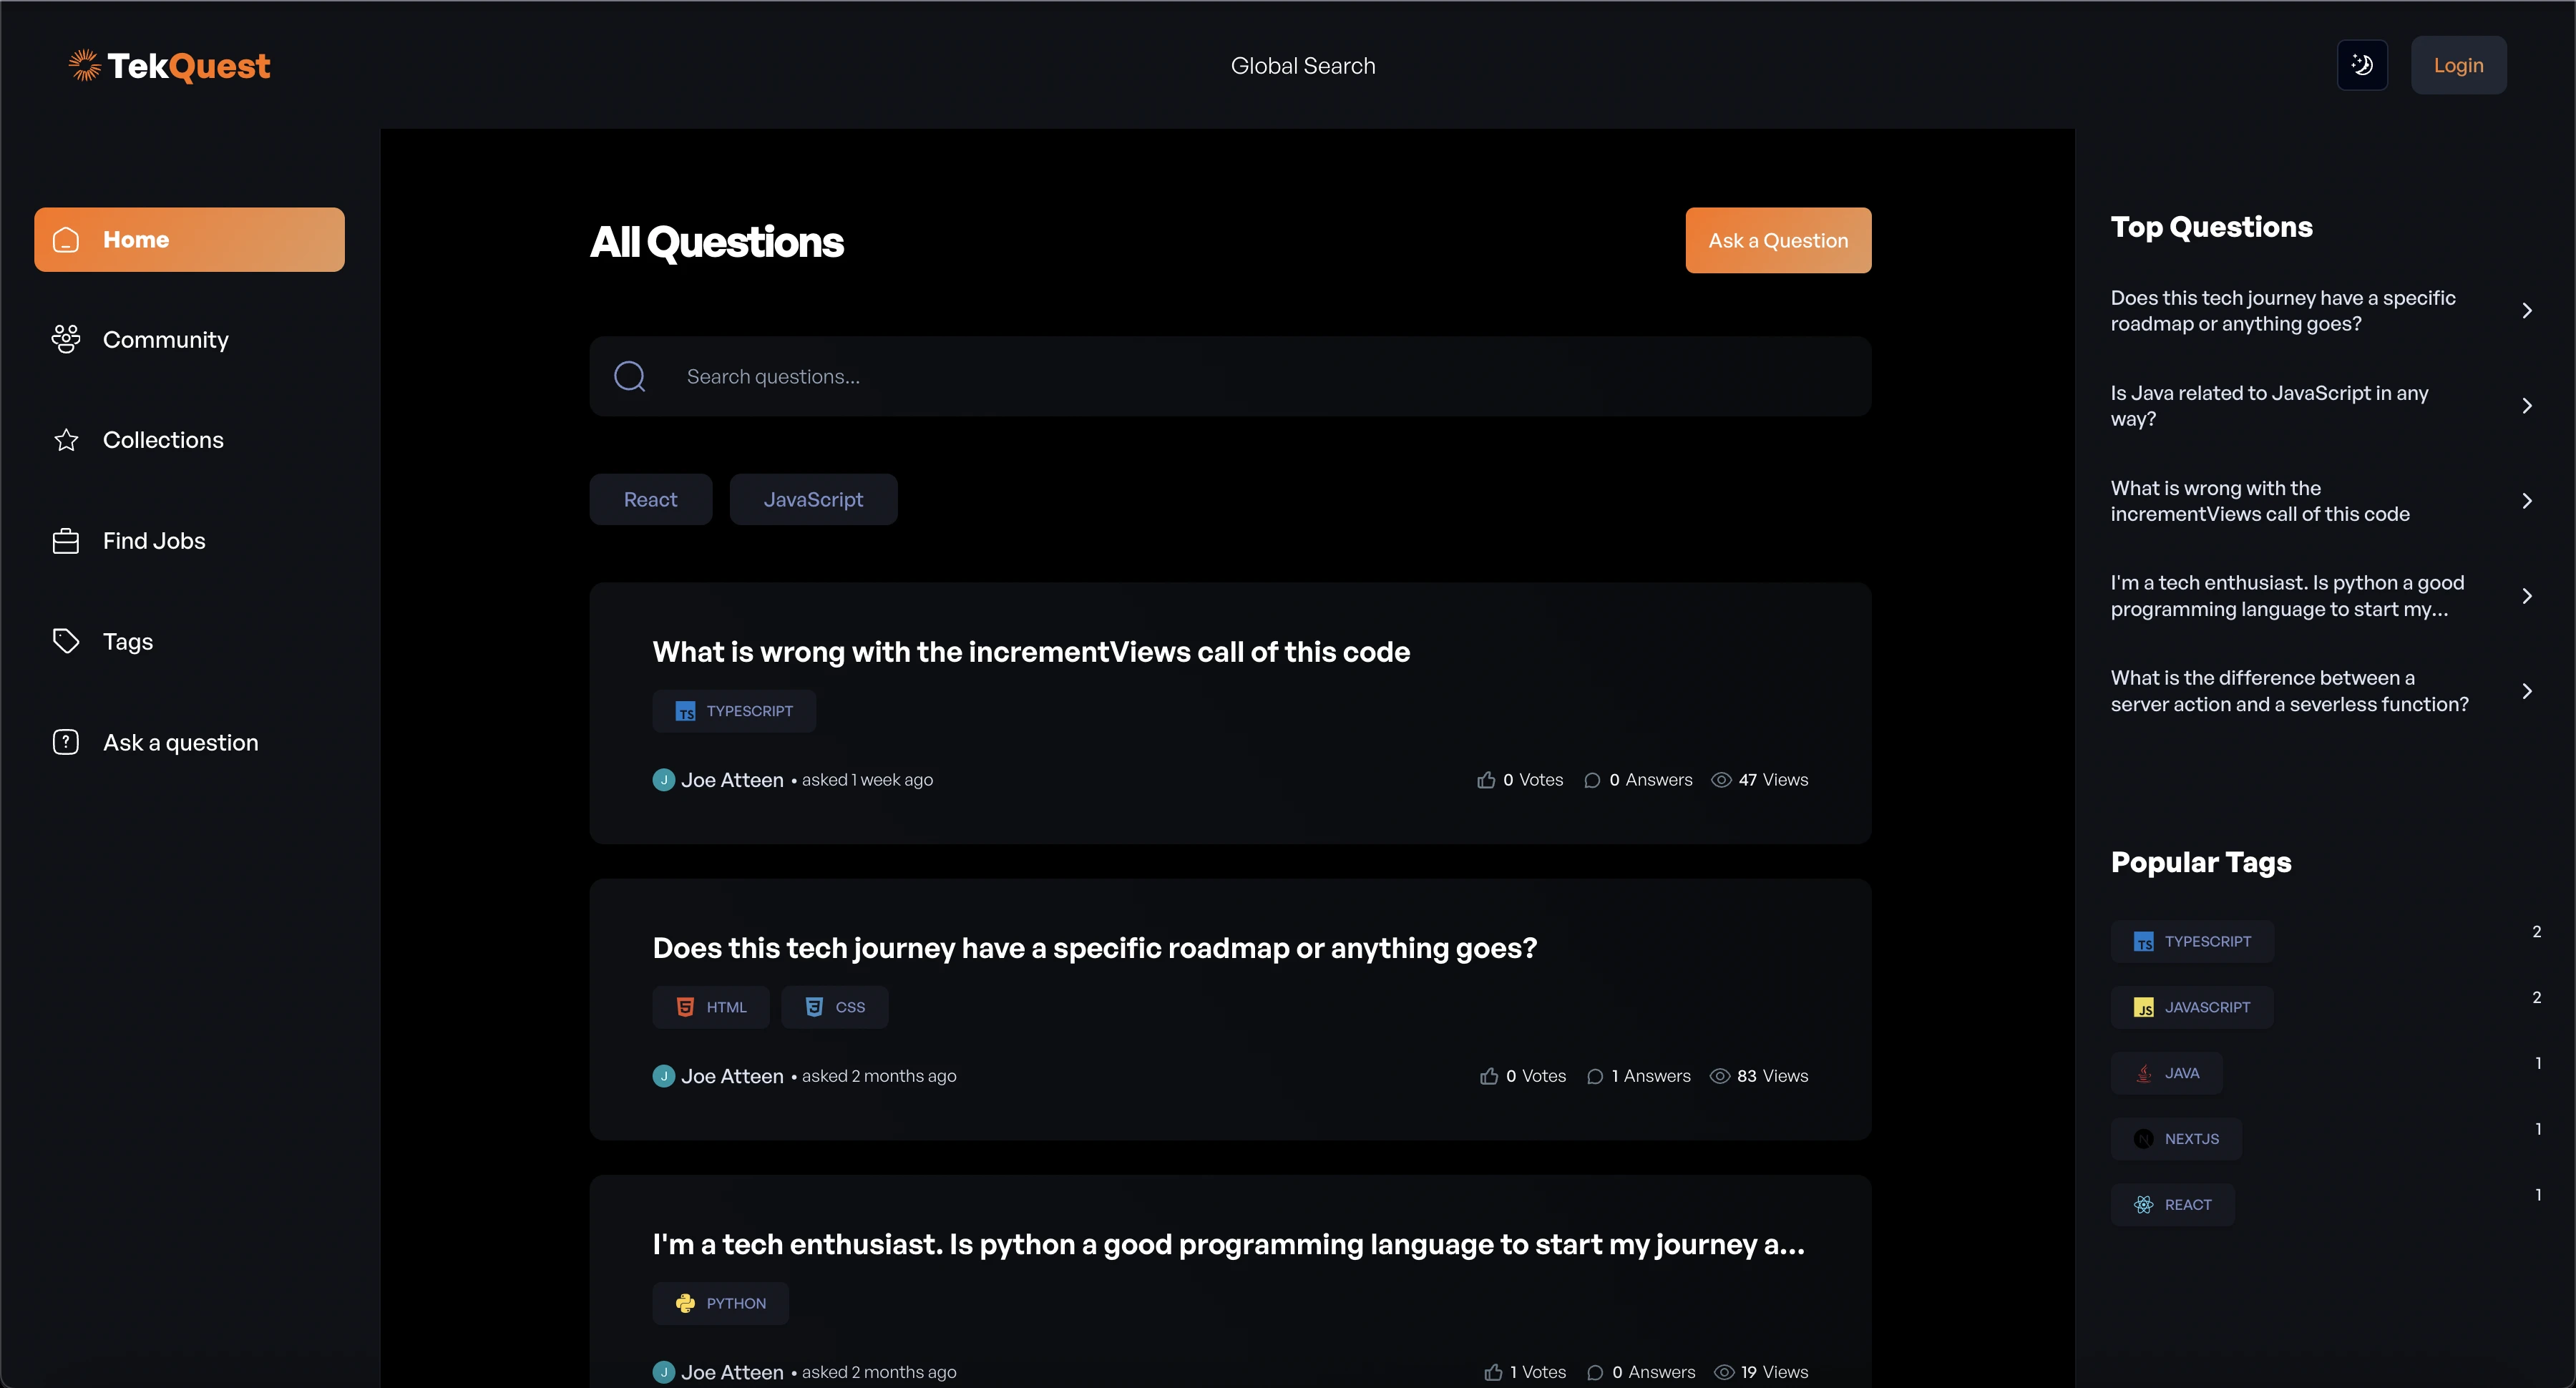 TekQuest
Global Search
Login
Home
Community
Collections
Find Jobs
Tags
Ask a question
All Questions
Ask a Question
Search questions...
React
JavaScript
What is wrong with the incrementViews call of this code
TS TYPESCRIPT
J Joe Atteen • asked 1 week ago
0 Votes 0 Answers 47 Views
Does this tech journey have a specific roadmap or anything goes?
HTML CSS
J Joe Atteen • asked 2 months ago
0 Votes 1 Answers 83 Views
I'm a tech enthusiast. Is python a good programming language to start my journey a...
PYTHON
J Joe Atteen • asked 2 months ago
1 Votes 0 Answers 19 Views
Top Questions
Does this tech journey have a specific
roadmap or anything goes?
Is Java related to JavaScript in any
way?
What is wrong with the
incrementViews call of this code
I'm a tech enthusiast. Is python a good
programming language to start my...
What is the difference between a
server action and a severless function?
Popular Tags
TS TYPESCRIPT 2
JS JAVASCRIPT 2
JAVA 1
N NEXTJS 1
REACT 1